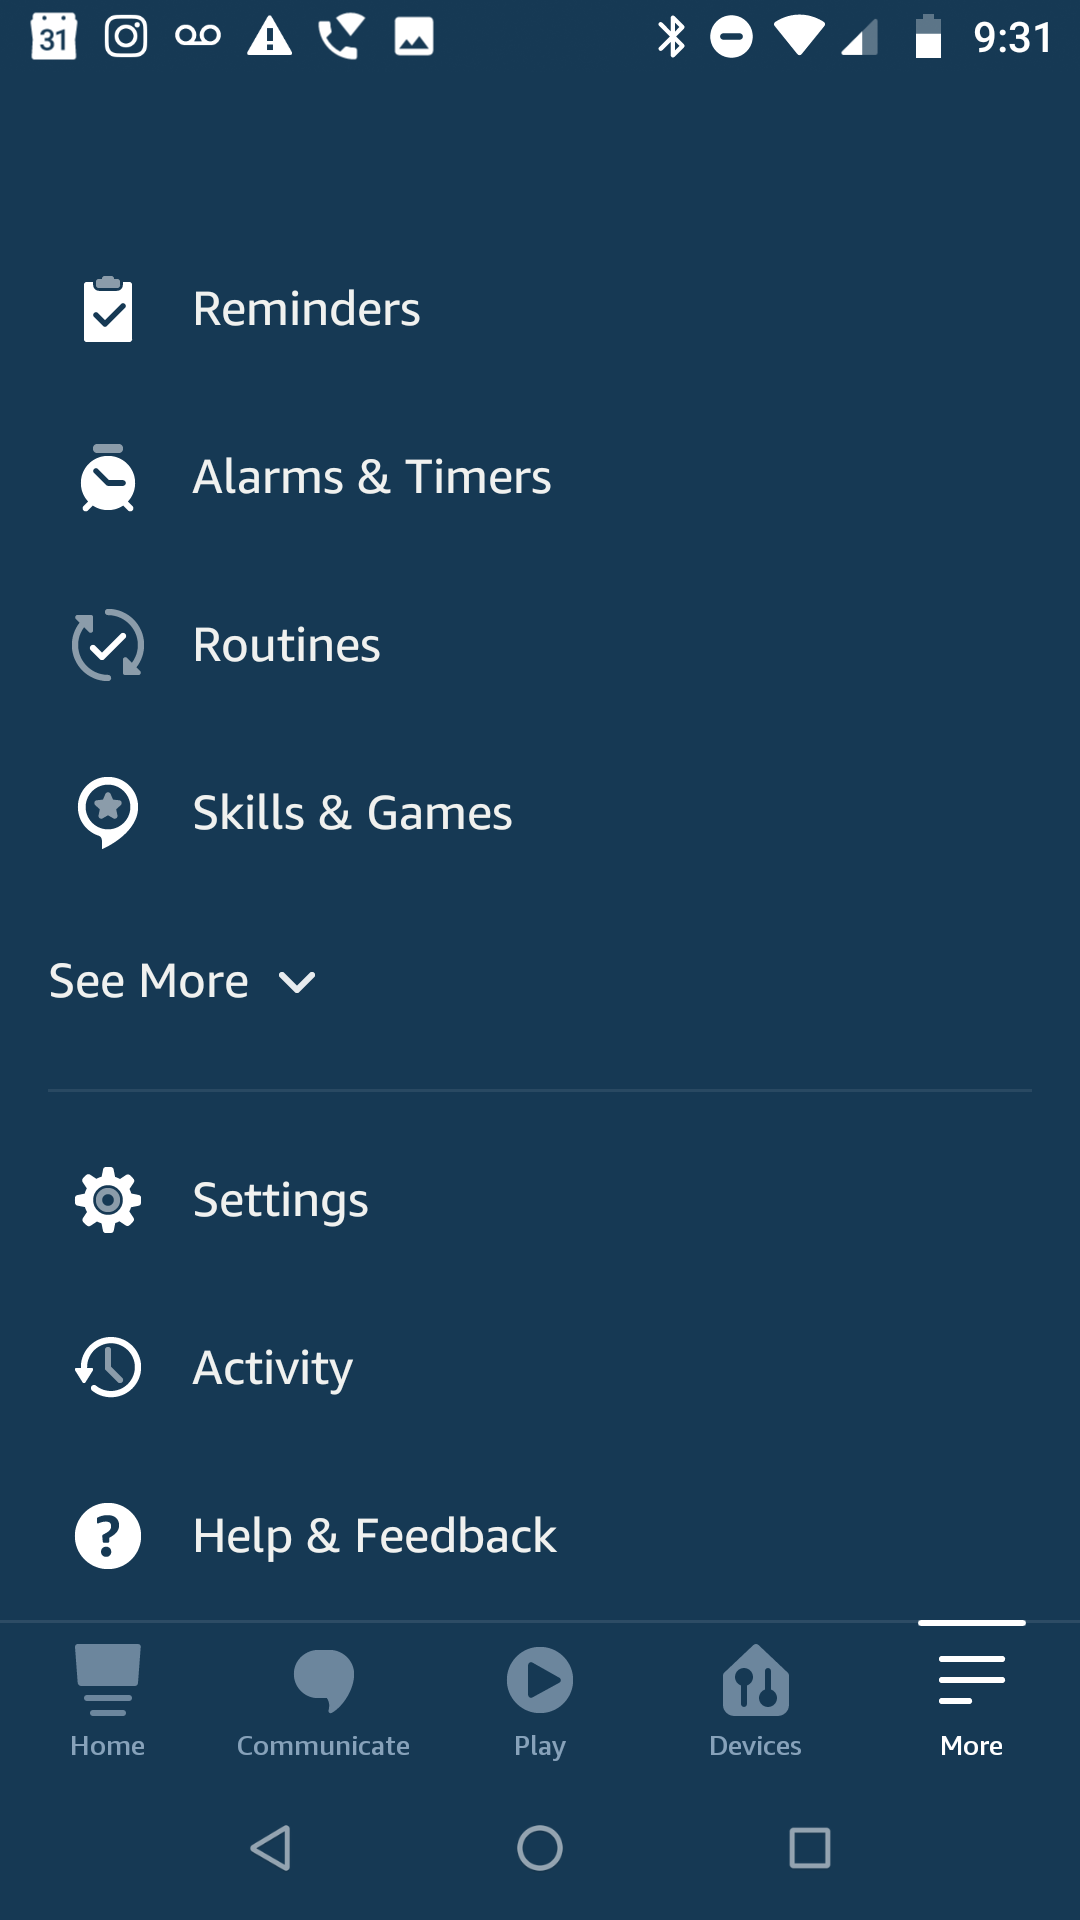 31 9:31
Reminders
Alarms & Timers
Routines
Skills & Games
See More
Settings
Activity
? Help & Feedback
Home Communicate Play Devices More